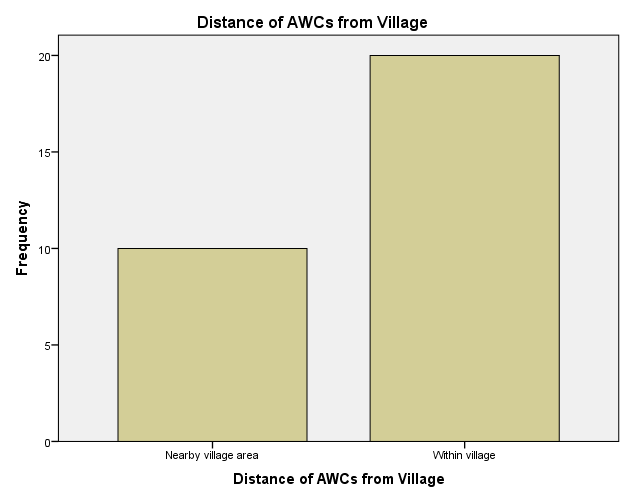 Distance of AWCs from Village
20
15
10
5
0
Frequency
Nearby village area
Within village
Distance of AWCs from Village